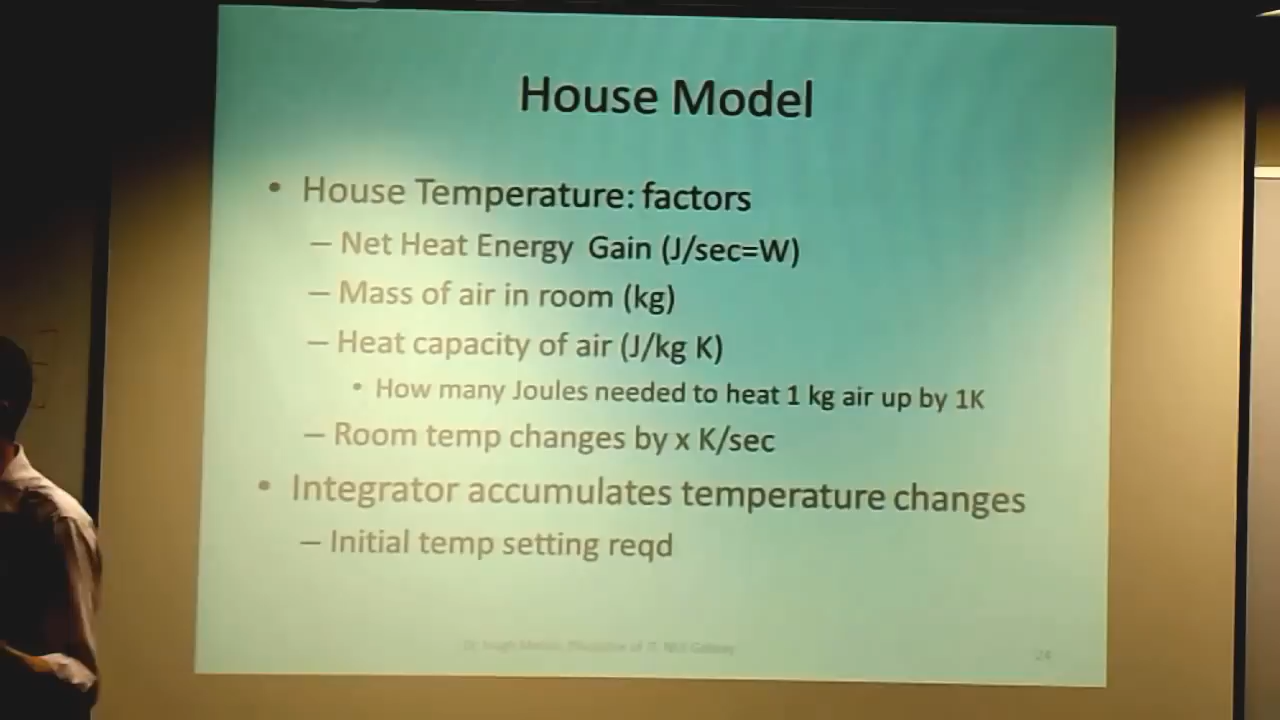 House Model
• House Temperature: factors
– Net Heat Energy Gain (J/sec=W)
– Mass of air in room (kg)
– Heat capacity of air (J/kg K)
• How many Joules needed to heat 1 kg air up by 1K
– Room temp changes by x K/sec
• Integrator accumulates temperature changes
– Initial temp setting reqd
24